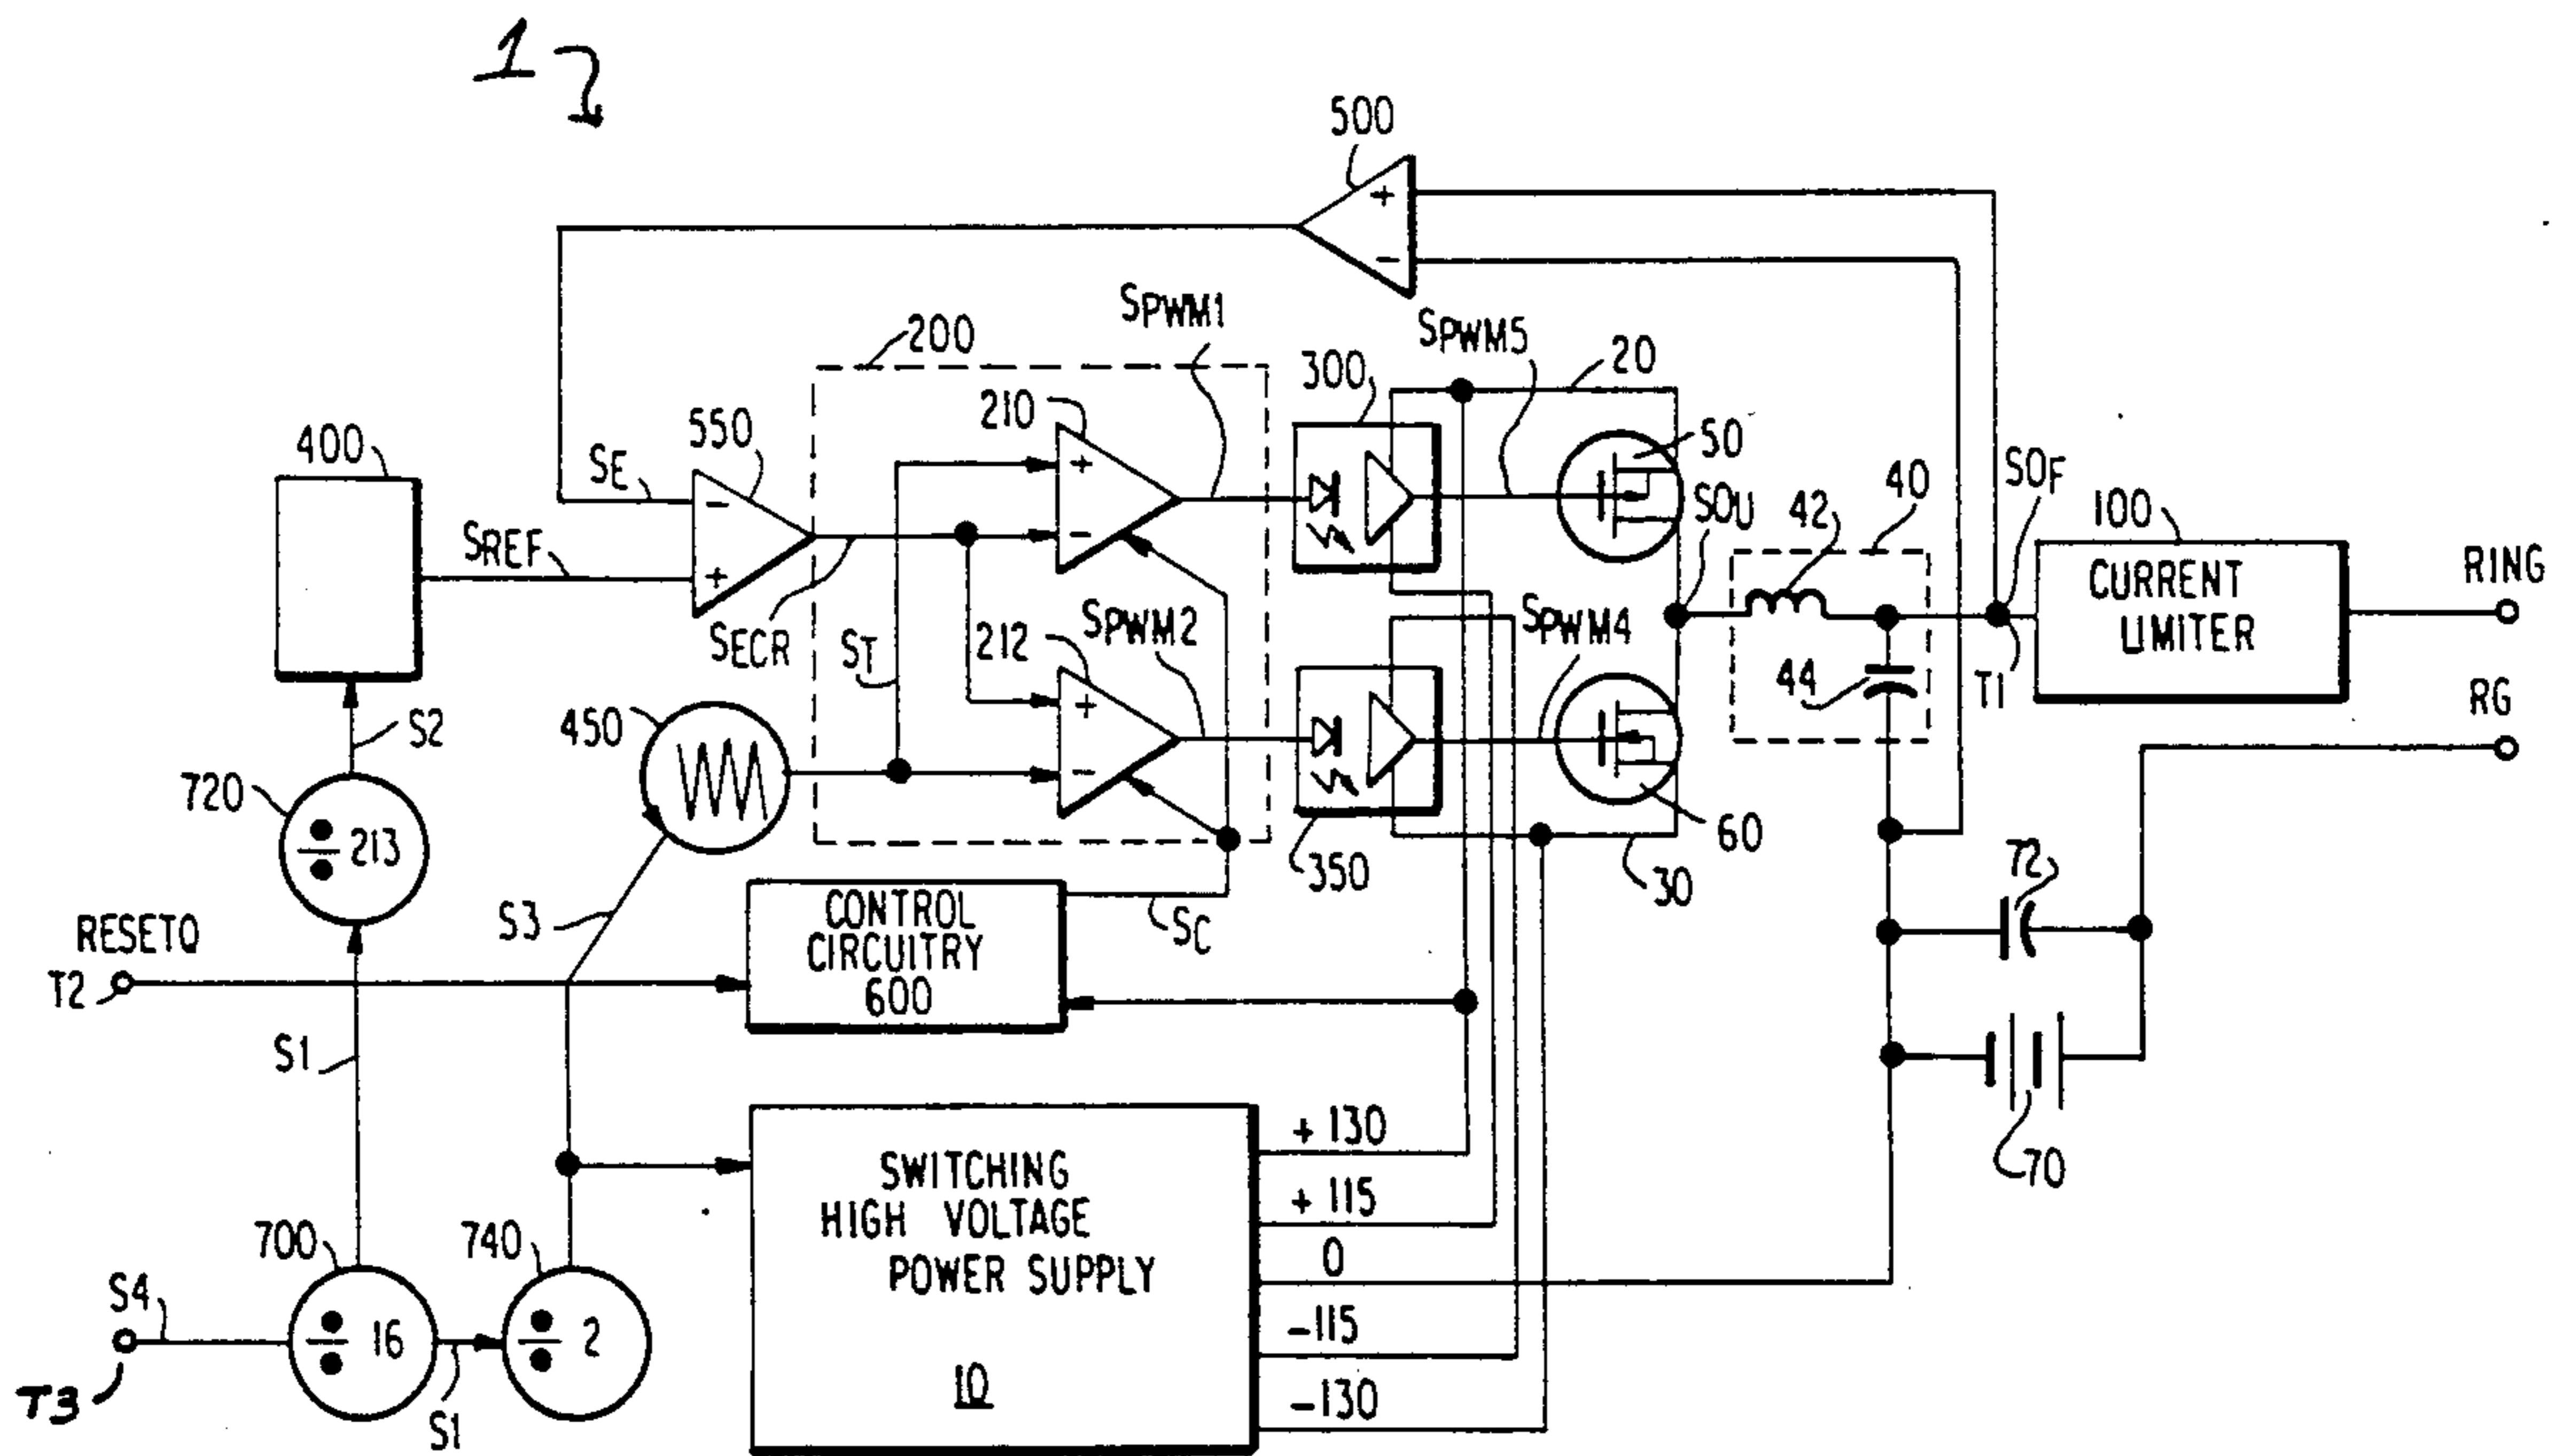 1
500
SPWM1
SPWM5
200
300
20
210
50
550
400
SE
SOU
40
SOF
42
100
SREF
CURRENT
LIMITER
RING
SECR
ST
212
SPWM2
SPWM4
44
T1
RG
S2
450
720
÷ 213
60
350
30
72
S3
CONTROL
CIRCUITRY
600
SC
RESETQ
T2
S1
+ 130
70
SWITCHING
HIGH VOLTAGE
POWER SUPPLY
10
+ 115
0
-115
-130
700
740
S4
÷ 16
÷ 2
T3
S1